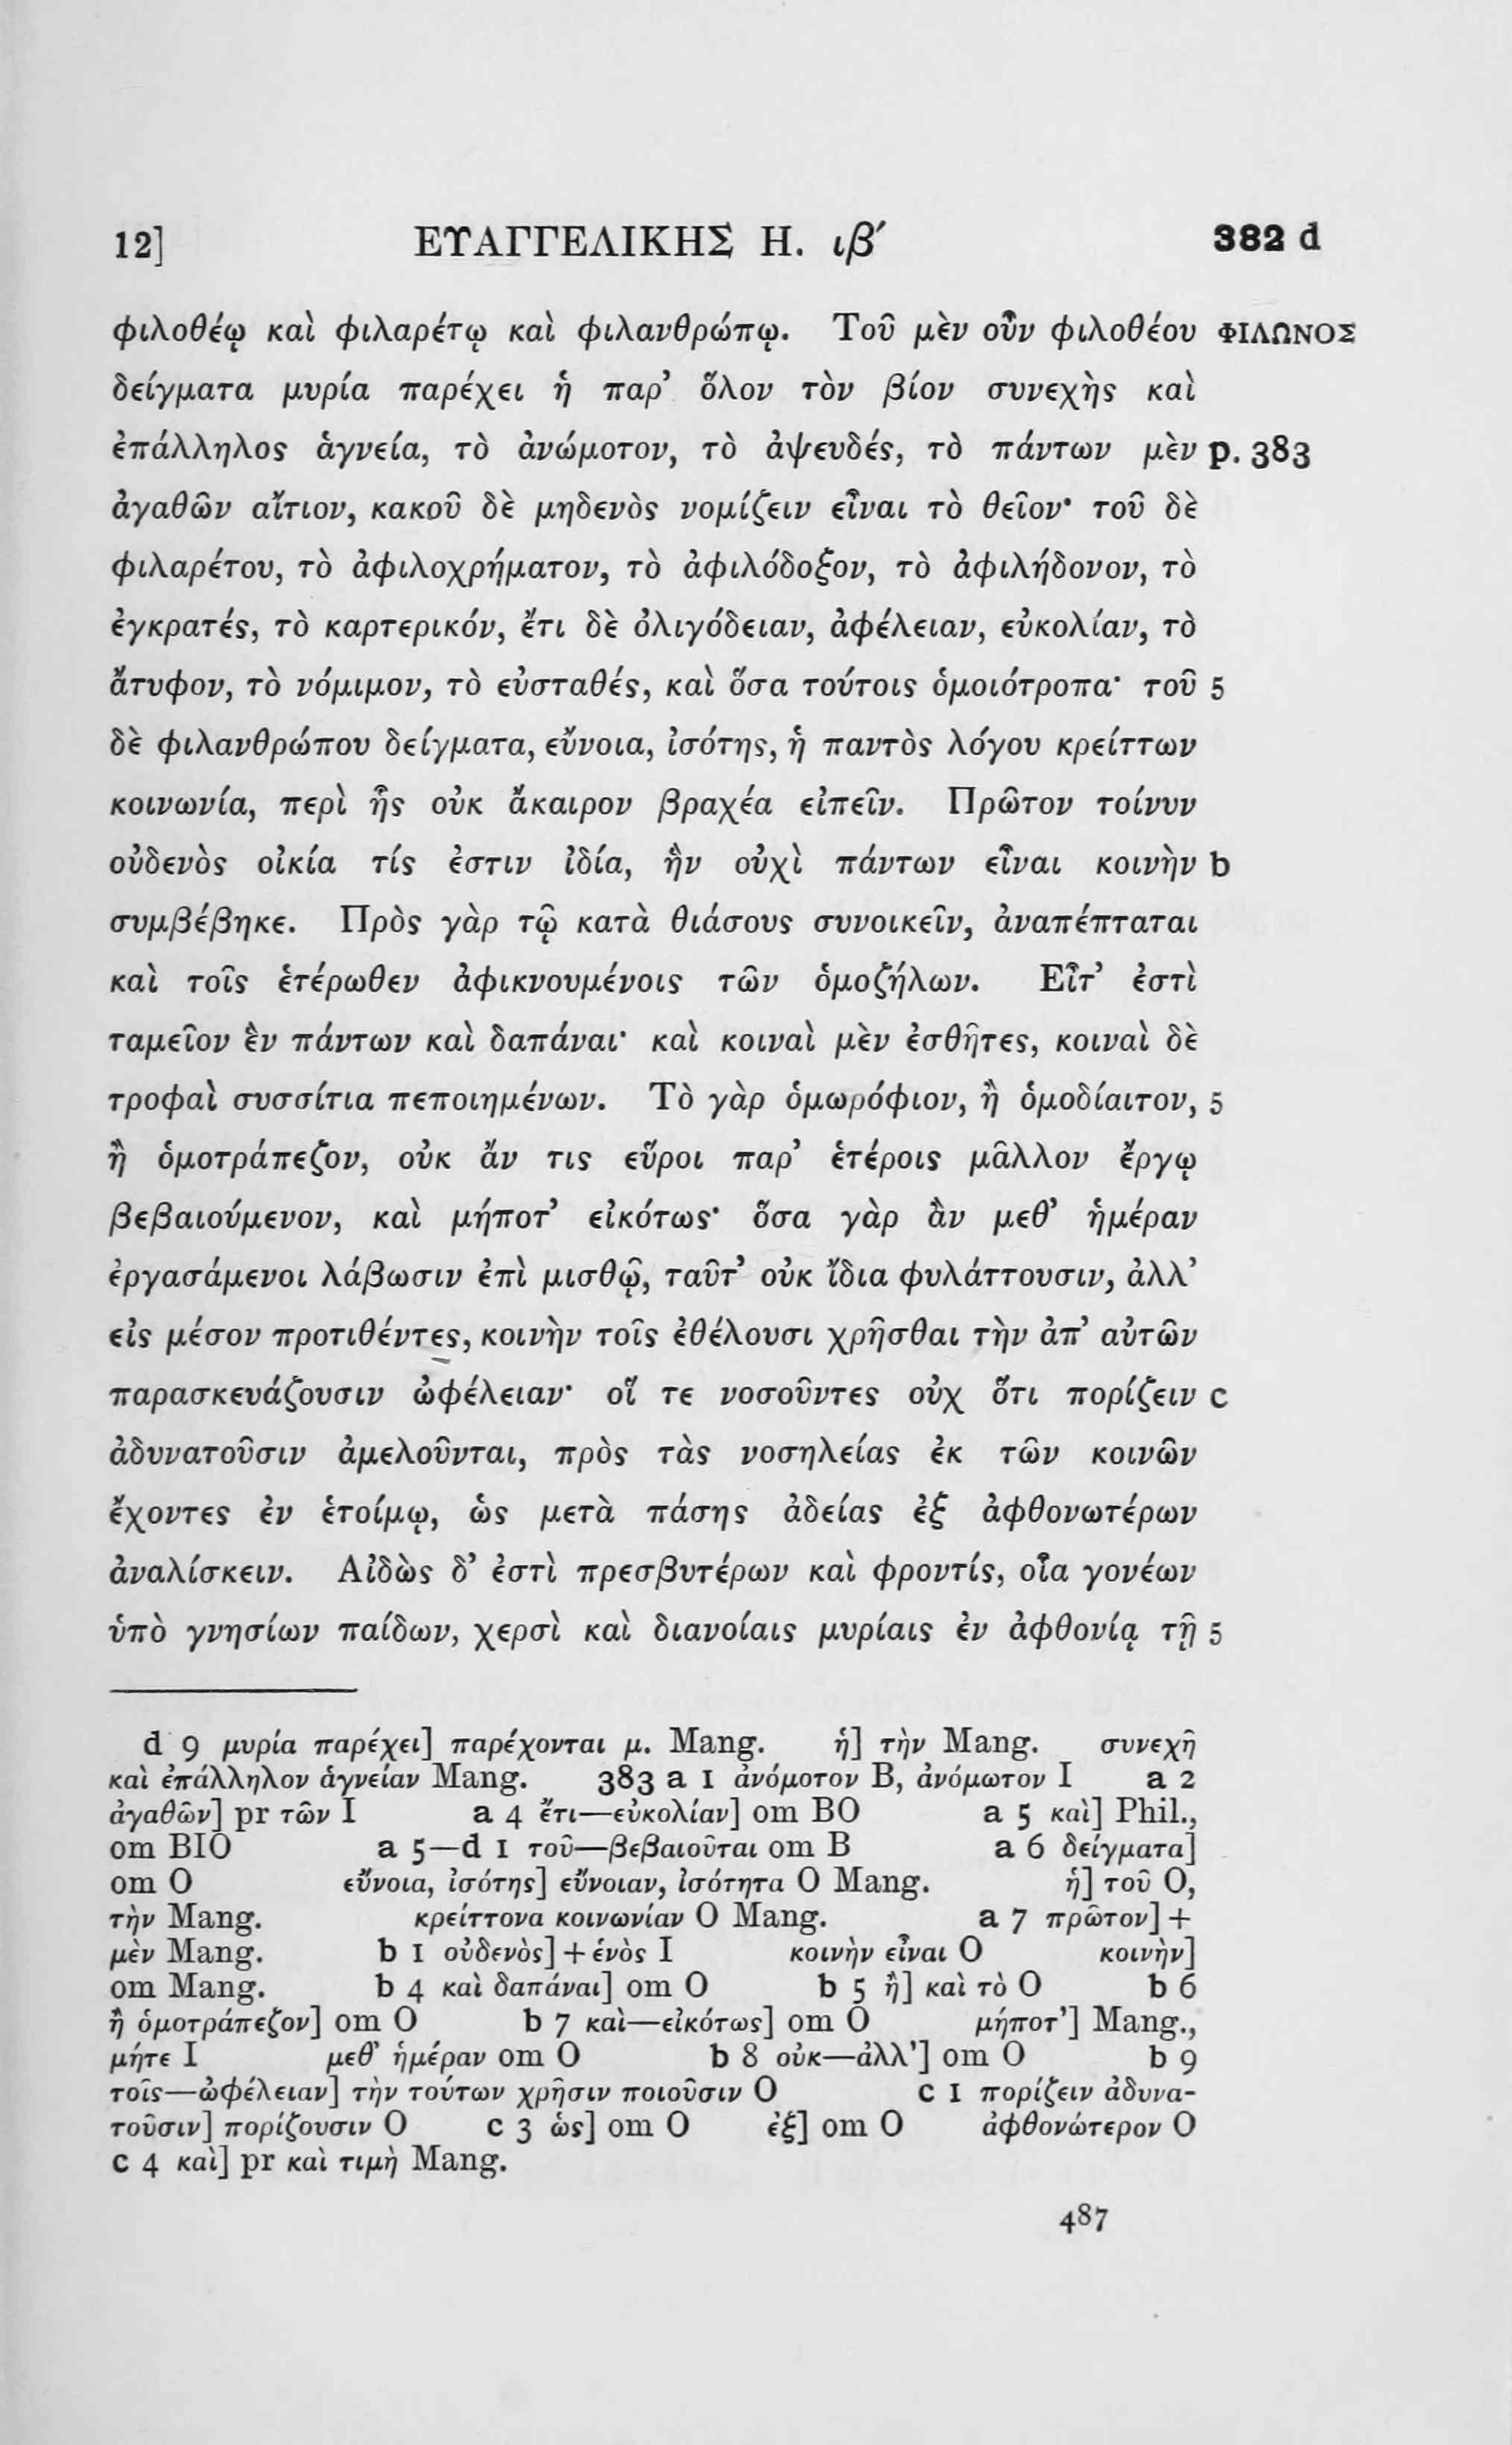 12] ΕΥΑΓΓΕΛΙΚΗΣ Η. ιβʹ 382 d
φιλοθέῳ καὶ φιλαρέτῳ καὶ φιλανθρώπῳ. Τοῦ μὲν οὖν φιλοθέου ΦΙΛΩΝΟΣ
δείγματα μυρία παρέχει ἡ παρ’ ὅλον τὸν βίον συνεχὴς καὶ
ἐπάλληλος ἁγνεία, τὸ ἀνώμοτον, τὸ ἀψευδές, τὸ πάντων μὲν p. 383
ἀγαθῶν αἴτιον, κακοῦ δὲ μηδενὸς νομίζειν εἶναι τὸ θεῖον· τοῦ δὲ
φιλαρέτου, τὸ ἀφιλοχρήματον, τὸ ἀφιλόδοξον, τὸ ἀφιλήδονον, τὸ
ἐγκρατές, τὸ καρτερικόν, ἔτι δὲ ὀλιγόδειαν, ἀφέλειαν, εὐκολίαν, τὸ
ἄτυφον, τὸ νόμιμον, τὸ εὐσταθές, καὶ ὅσα τούτοις ὁμοιότροπα· τοῦ 5
δὲ φιλανθρώπου δείγματα, εὔνοια, ἰσότης, ἡ παντὸς λόγου κρείττων
κοινωνία, περὶ ἧς οὐκ ἄκαιρον βραχέα εἰπεῖν. Πρῶτον τοίνυν
οὐδενὸς οἰκία τίς ἐστιν ἰδία, ἣν οὐχὶ πάντων εἶναι κοινὴν b
συμβέβηκε. Πρὸς γὰρ τῷ κατὰ θιάσους συνοικεῖν, ἀναπέπταται
καὶ τοῖς ἑτέρωθεν ἀφικνουμένοις τῶν ὁμοζήλων. Εἶτ’ ἐστὶ
ταμεῖον ἓν πάντων καὶ δαπάναι· καὶ κοιναὶ μὲν ἐσθῆτες, κοιναὶ δὲ
τροφαὶ συσσίτια πεποιημένων. Τὸ γὰρ ὁμωρόφιον, ἢ ὁμοδίαιτον, 5
ἢ ὁμοτράπεζον, οὐκ ἄν τις εὕροι παρ’ ἑτέροις μᾶλλον ἔργῳ
βεβαιούμενον, καὶ μήποτ’ εἰκότως· ὅσα γὰρ ἂν μεθ’ ἡμέραν
ἐργασάμενοι λάβωσιν ἐπὶ μισθῷ, ταῦτ’ οὐκ ἴδια φυλάττουσιν, ἀλλ’
εἰς μέσον προτιθέντες, κοινὴν τοῖς ἐθέλουσι χρῆσθαι τὴν ἀπ’ αὐτῶν
παρασκευάζουσιν ὠφέλειαν· οἵ τε νοσοῦντες οὐχ ὅτι πορίζειν c
ἀδυνατοῦσιν ἀμελοῦνται, πρὸς τὰς νοσηλείας ἐκ τῶν κοινῶν
ἔχοντες ἐν ἑτοίμῳ, ὡς μετὰ πάσης ἀδείας ἐξ ἀφθονωτέρων
ἀναλίσκειν. Αἰδὼς δ’ ἐστὶ πρεσβυτέρων καὶ φροντίς, οἷα γονέων
ὑπὸ γνησίων παίδων, χερσὶ καὶ διανοίαις μυρίαις ἐν ἀφθονίᾳ τῇ 5
d 9 μυρία παρέχει] παρέχονται μ. Mang. ἡ] τὴν Mang. συνεχῆ
καὶ ἐπάλληλον ἁγνείαν Mang. 383 a 1 ἀνόμοτον B, ἀνόμωτον I a 2
ἀγαθῶν] pr τῶν I a 4 ἔτι—εὐκολίαν] om BO a 5 καὶ] Phil.,
om BIO a 5—d 1 τοῦ—βεβαιοῦται om B a 6 δείγματα]
om O εὔνοια, ἰσότης] εὔνοιαν, ἰσότητα O Mang. ἡ] τοῦ O,
τὴν Mang. κρείττονα κοινωνίαν O Mang. a 7 πρῶτον] +
μὲν Mang. b 1 οὐδενὸς] + ἑνὸς I κοινὴν εἶναι O κοινὴν]
om Mang. b 4 καὶ δαπάναι] om O b 5 ἢ] καὶ τὸ O b 6
ἢ ὁμοτράπεζον] om O b 7 καὶ—εἰκότως] om O μήποτ’] Mang.,
μήτε I μεθ’ ἡμέραν om O b 8 οὐκ—ἀλλ’] om O b 9
τοῖς—ὠφέλειαν] τὴν τούτων χρῆσιν ποιοῦσιν O c 1 πορίζειν ἀδυνα-
τοῦσιν] πορίζουσιν O c 3 ὡς] om O ἐξ] om O ἀφθονώτερον O
c 4 καὶ] pr καὶ τιμὴ Mang.
487